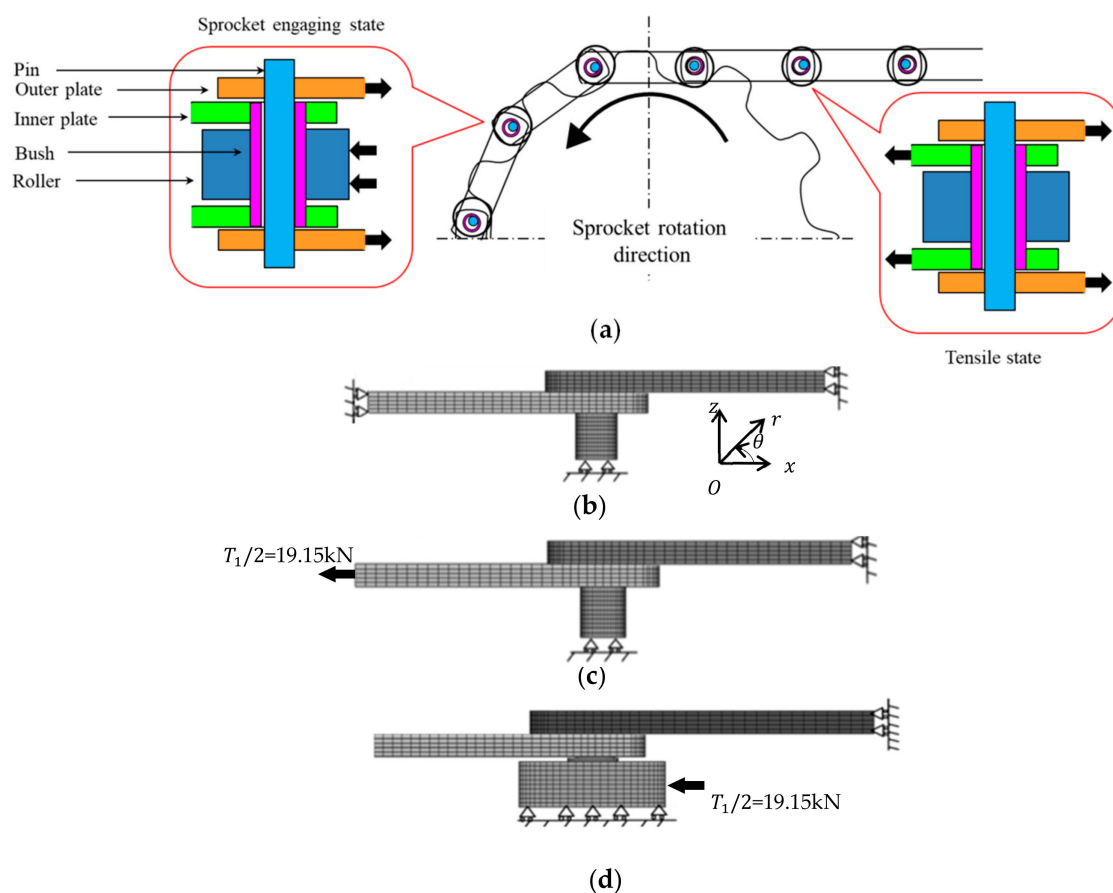 Sprocket engaging state
Pin
Outer plate
Inner plate
Bush
Roller
Sprocket rotation
direction
(a)
Tensile state
z
r
θ
x
O
(b)
T₁/2=19.15kN
(c)
T₁/2=19.15kN
(d)